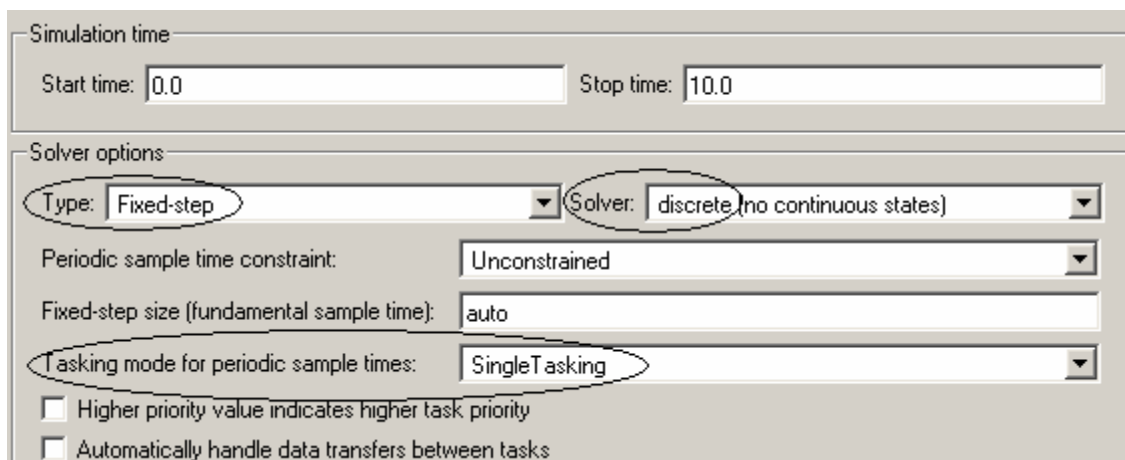 Simulation time
Start time: 0.0 Stop time: 10.0
Solver options
Type: Fixed-step Solver: discrete (no continuous states)
Periodic sample time constraint: Unconstrained
Fixed-step size (fundamental sample time): auto
Tasking mode for periodic sample times: SingleTasking
Higher priority value indicates higher task priority
Automatically handle data transfers between tasks